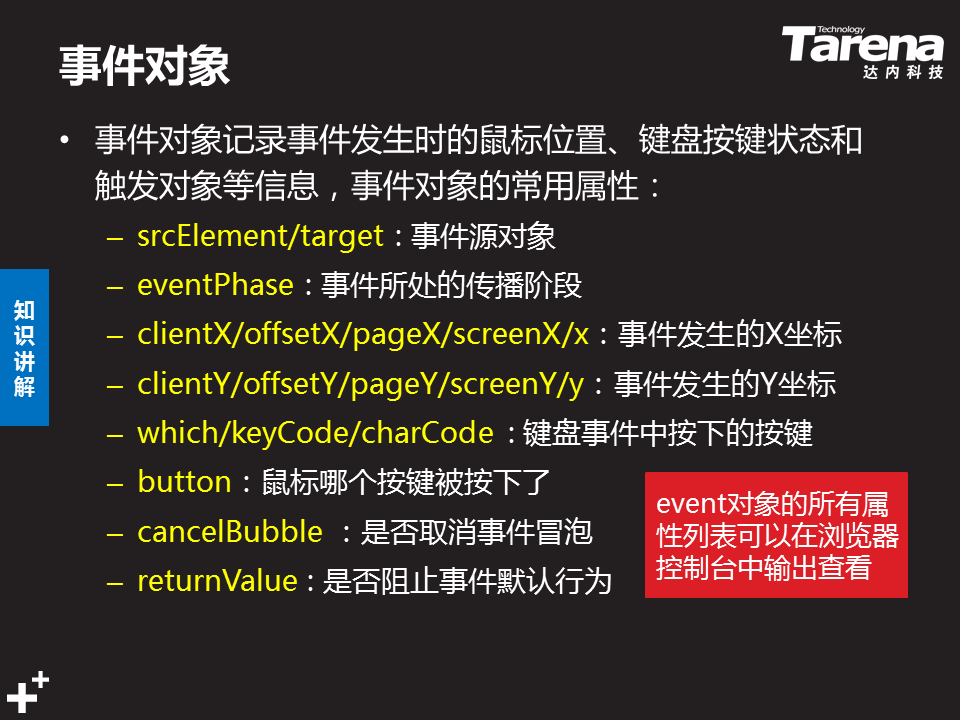 事件对象
Technology
Tarena
达内科技
• 事件对象记录事件发生时的鼠标位置、键盘按键状态和
触发对象等信息，事件对象的常用属性：
– srcElement/target：事件源对象
– eventPhase：事件所处的传播阶段
– clientX/offsetX/pageX/screenX/x：事件发生的X坐标
– clientY/offsetY/pageY/screenY/y：事件发生的Y坐标
– which/keyCode/charCode ：键盘事件中按下的按键
– button：鼠标哪个按键被按下了
– cancelBubble ：是否取消事件冒泡
– returnValue：是否阻止事件默认行为
知
识
讲
解
event对象的所有属
性列表可以在浏览器
控制台中输出查看